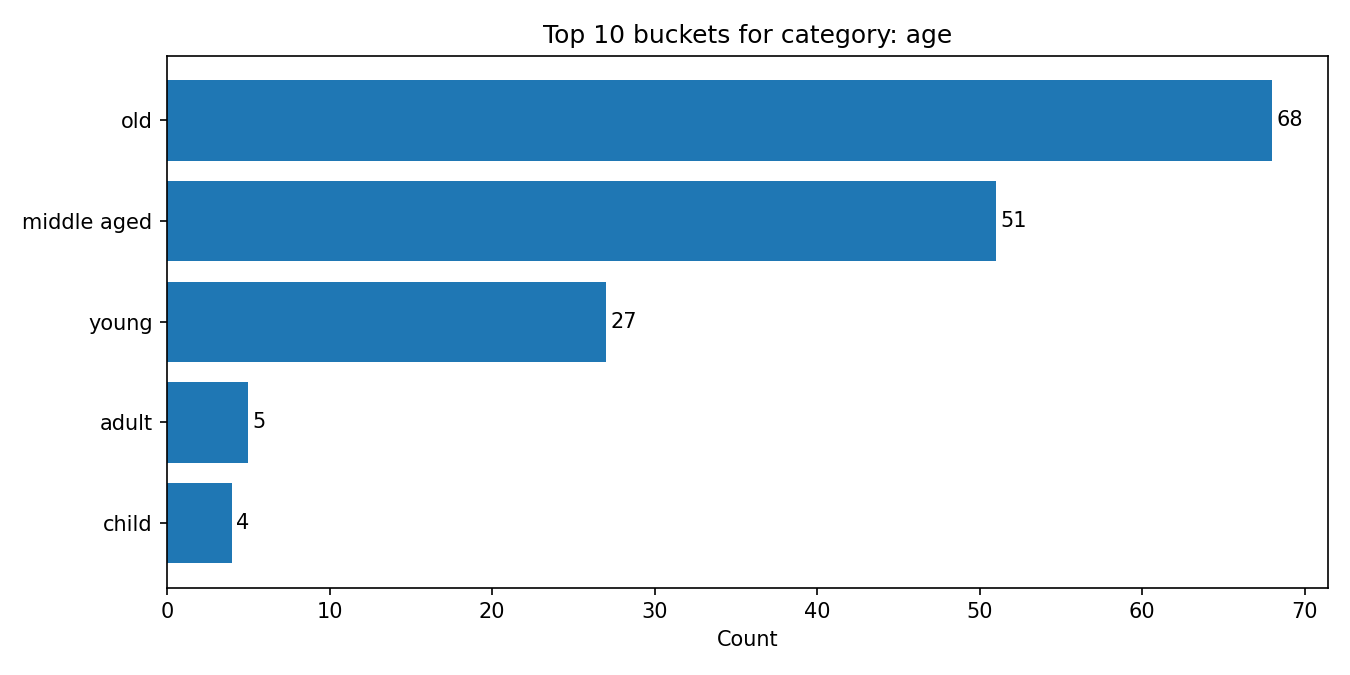 Top 10 buckets for category: age
old
68
middle aged
51
young
27
adult
5
child
4
0 10 20 30 40 50 60 70
Count